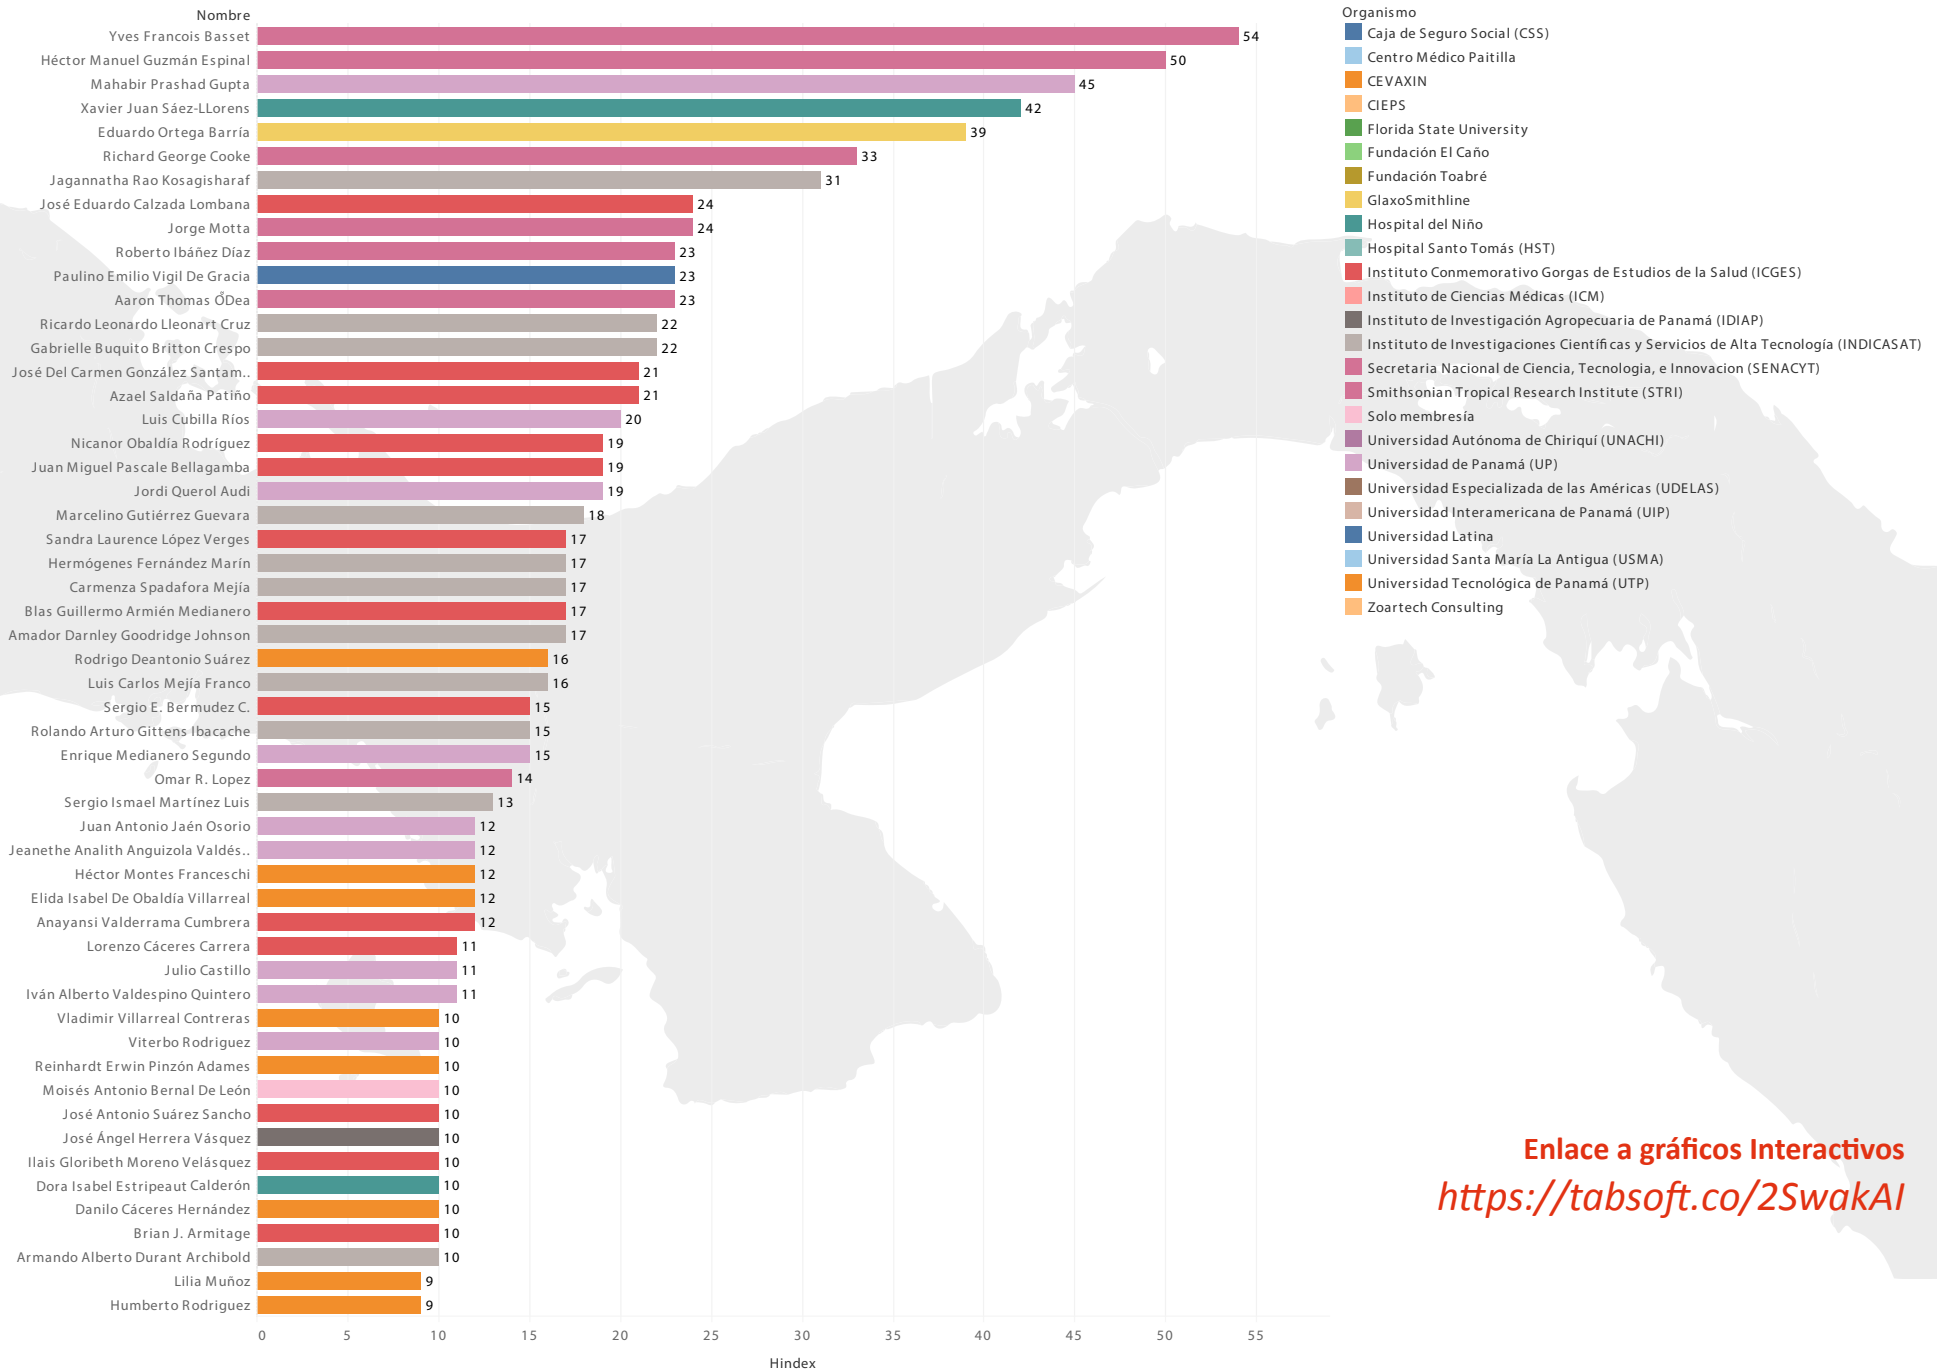 Nombre
Yves Francois Basset 54
Héctor Manuel Guzmán Espinal 50
Mahabir Prashad Gupta 45
Xavier Juan Sáez-LLorens 42
Eduardo Ortega Barría 39
Richard George Cooke 33
Jagannatha Rao Kosagisharaf 31
José Eduardo Calzada Lombana 24
Jorge Motta 24
Roberto Ibáñez Díaz 23
Paulino Emilio Vigil De Gracia 23
Aaron Thomas ÕDea 23
Ricardo Leonardo Lleonart Cruz 22
Gabrielle Buquito Britton Crespo 22
José Del Carmen González Santam.. 21
Azael Saldaña Patiño 21
Luis Cubilla Ríos 20
Nicanor Obaldía Rodríguez 19
Juan Miguel Pascale Bellagamba 19
Jordi Querol Audi 19
Marcelino Gutiérrez Guevara 18
Sandra Laurence López Verges 17
Hermógenes Fernández Marín 17
Carmenza Spadafora Mejía 17
Blas Guillermo Armién Medianero 17
Amador Darnley Goodridge Johnson 17
Rodrigo Deantonio Suárez 16
Luis Carlos Mejía Franco 16
Sergio E. Bermudez C. 15
Rolando Arturo Gittens Ibacache 15
Enrique Medianero Segundo 15
Omar R. Lopez 14
Sergio Ismael Martínez Luis 13
Juan Antonio Jaén Osorio 12
Jeanethe Analith Anguizola Valdés.. 12
Héctor Montes Franceschi 12
Elida Isabel De Obaldía Villarreal 12
Anayansi Valderrama Cumbrera 12
Lorenzo Cáceres Carrera 11
Julio Castillo 11
Iván Alberto Valdespino Quintero 11
Vladimir Villarreal Contreras 10
Viterbo Rodriguez 10
Reinhardt Erwin Pinzón Adames 10
Moisés Antonio Bernal De León 10
José Antonio Suárez Sancho 10
José Ángel Herrera Vásquez 10
Ilais Gloribeth Moreno Velásquez 10
Dora Isabel Estripeaut Calderón 10
Danilo Cáceres Hernández 10
Brian J. Armitage 10
Armando Alberto Durant Archibold 10
Lilia Muñoz 9
Humberto Rodriguez 9
0 5 10 15 20 25 30 35 40 45 50 55
Hindex
Organismo
Caja de Seguro Social (CSS)
Centro Médico Paitilla
CEVAXIN
CIEPS
Florida State University
Fundación El Caño
Fundación Toabré
GlaxoSmithline
Hospital del Niño
Hospital Santo Tomás (HST)
Instituto Conmemorativo Gorgas de Estudios de la Salud (ICGES)
Instituto de Ciencias Médicas (ICM)
Instituto de Investigación Agropecuaria de Panamá (IDIAP)
Instituto de Investigaciones Científicas y Servicios de Alta Tecnología (INDICASAT)
Secretaria Nacional de Ciencia, Tecnologia, e Innovacion (SENACYT)
Smithsonian Tropical Research Institute (STRI)
Solo membresía
Universidad Autónoma de Chiriquí (UNACHI)
Universidad de Panamá (UP)
Universidad Especializada de las Américas (UDELAS)
Universidad Interamericana de Panamá (UIP)
Universidad Latina
Universidad Santa María La Antigua (USMA)
Universidad Tecnológica de Panamá (UTP)
Zoartech Consulting
Enlace a gráficos Interactivos
https://tabsoft.co/2SwakAI